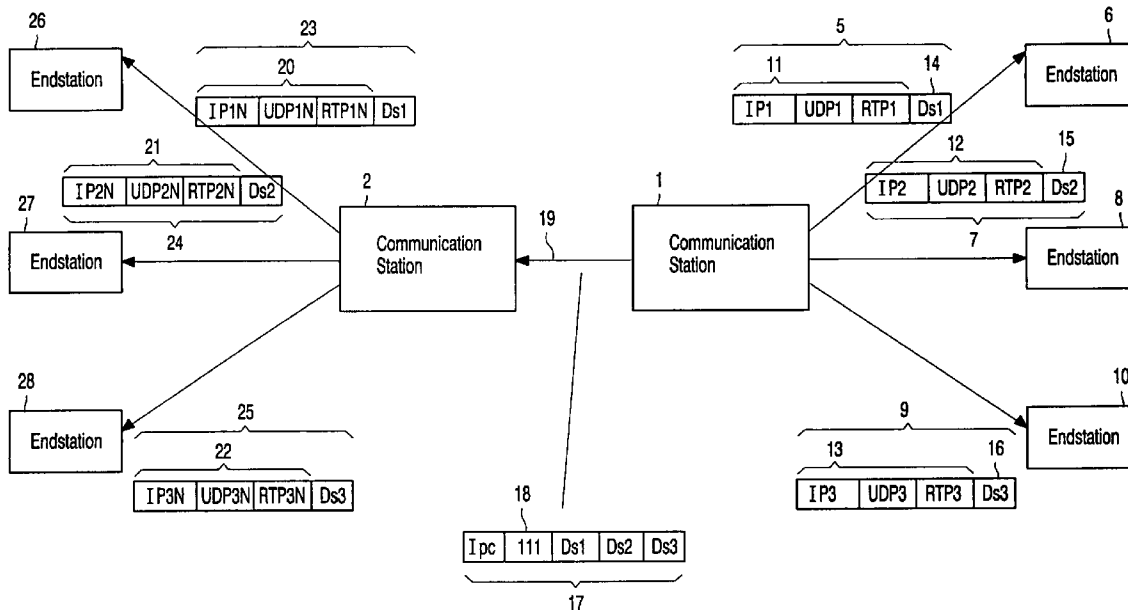 26
23
5
6
Endstation
20
11
14
Endstation
IP1N UDP1N RTP1N Ds1
IP1 UDP1 RTP1 Ds1
21
12
15
IP2N UDP2N RTP2N Ds2
2
1
IP2 UDP2 RTP2 Ds2
8
27
24
19
7
Endstation
Communication
Station
Communication
Station
Endstation
28
25
9
10
Endstation
22
13
16
Endstation
IP3N UDP3N RTP3N Ds3
IP3 UDP3 RTP3 Ds3
18
Ipc 111 Ds1 Ds2 Ds3
17